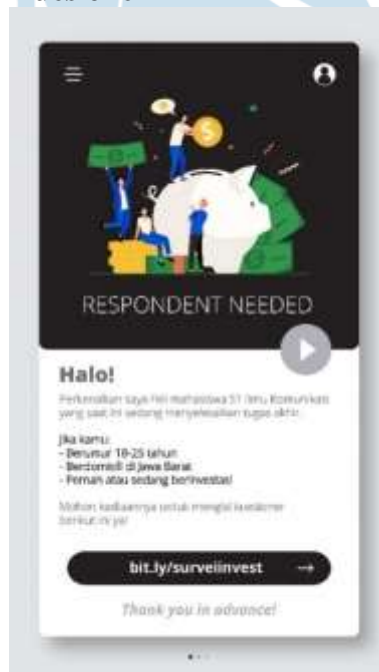 RESPONDENT NEEDED
Halo!
Perkenalkan saya mahasiswa S1 Ilmu Komunikasi
yang saat ini sedang menyelesaikan tugas akhir.
Jika kamu:
- Berumur 18-25 tahun
- Berdomisili di Jawa Barat
- Pernah atau sedang berinvestasi
Mohon kesediaannya untuk mengisi kuesioner
berikut ini ya!
bit.ly/surveiinvest →
Thank you in advance!